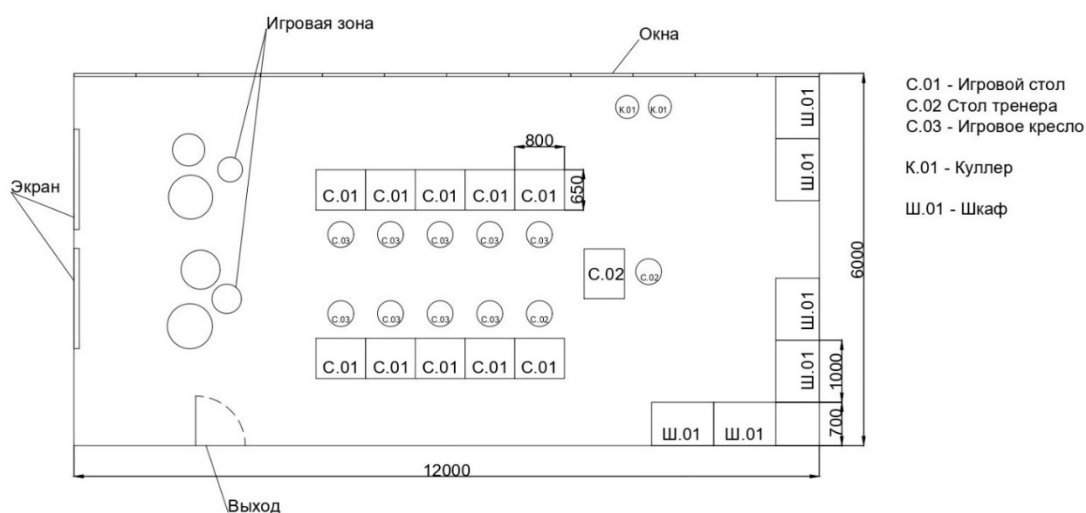 Игровая зона
Окна
С.01 - Игровой стол
С.02 Стол тренера
С.03 - Игровое кресло
К.01 - Куллер
Ш.01 - Шкаф
К.01 К.01
Ш.01
Ш.01
800
650
Экран
С.01 С.01 С.01 С.01 С.01
С.03 С.03 С.03 С.03 С.03
С.02 С.02
6000
С.03 С.03 С.03 С.03 С.02
Ш.01
С.01 С.01 С.01 С.01 С.01
Ш.01
1000
700
Ш.01 Ш.01
12000
Выход